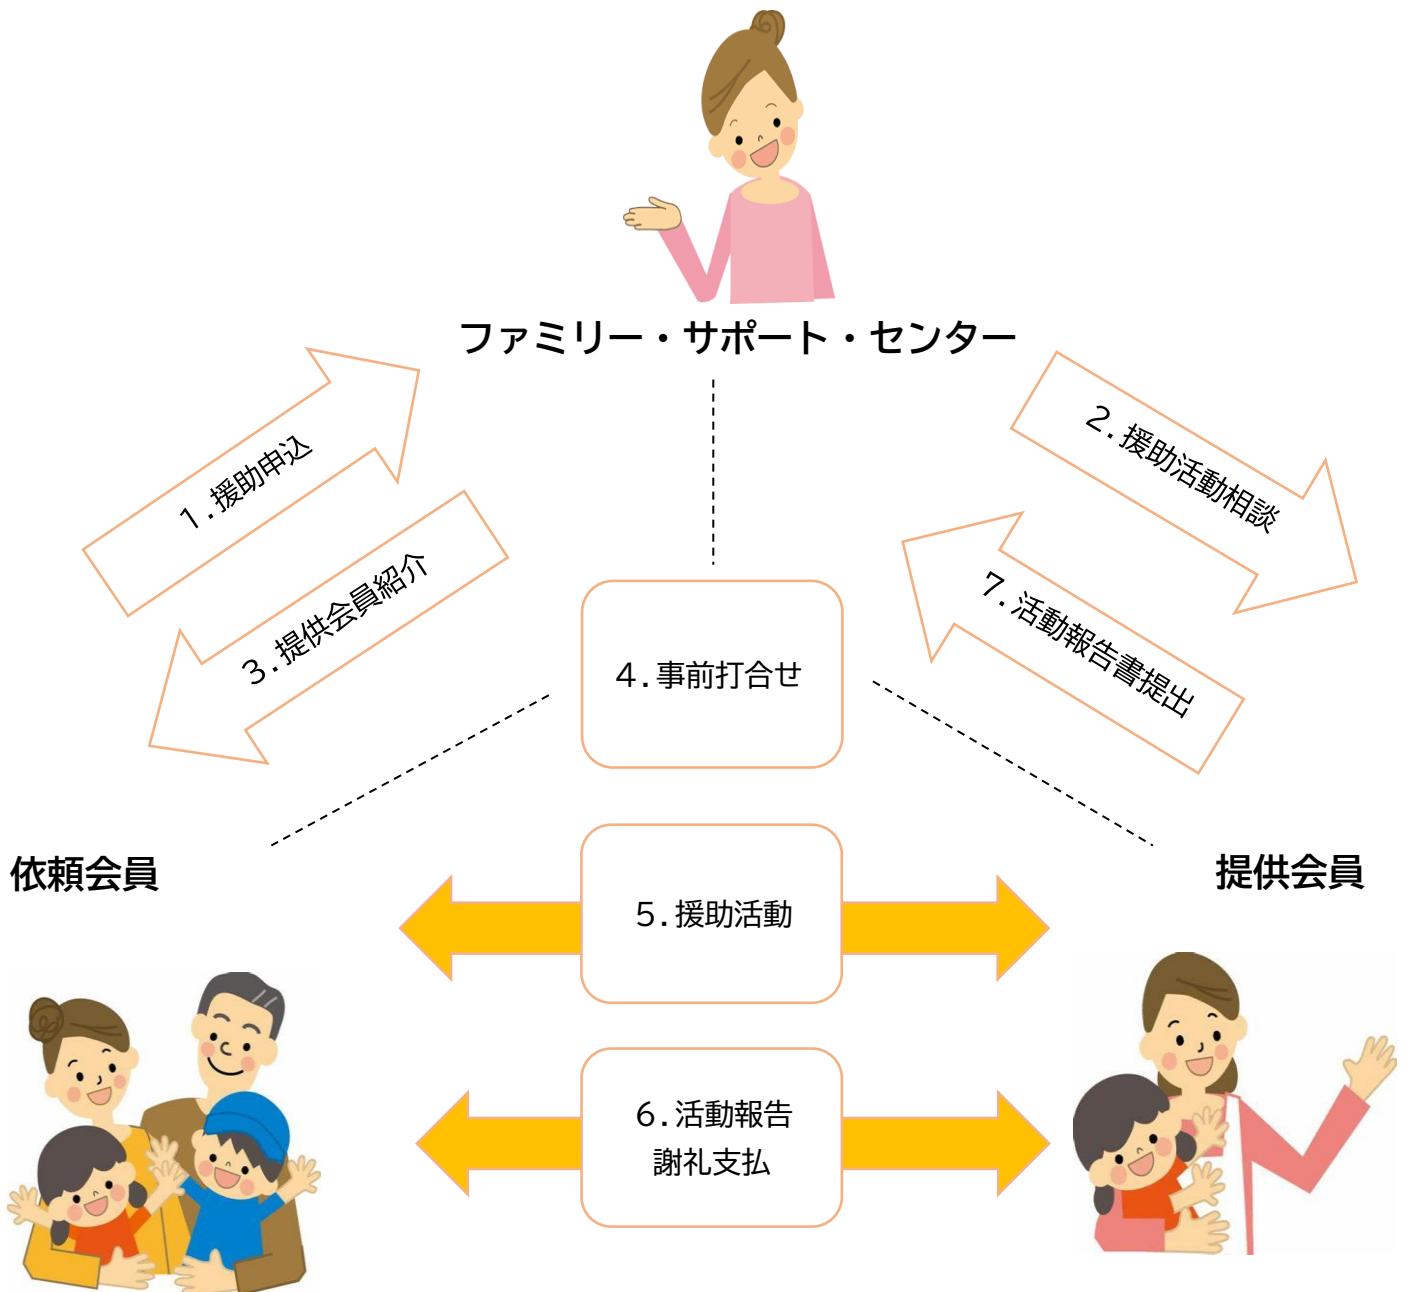 ファミリー・サポート・センター
1.援助申込
2.援助活動相談
3.提供会員紹介
7.活動報告書提出
4.事前打合せ
依頼会員
提供会員
5.援助活動
6.活動報告
謝礼支払